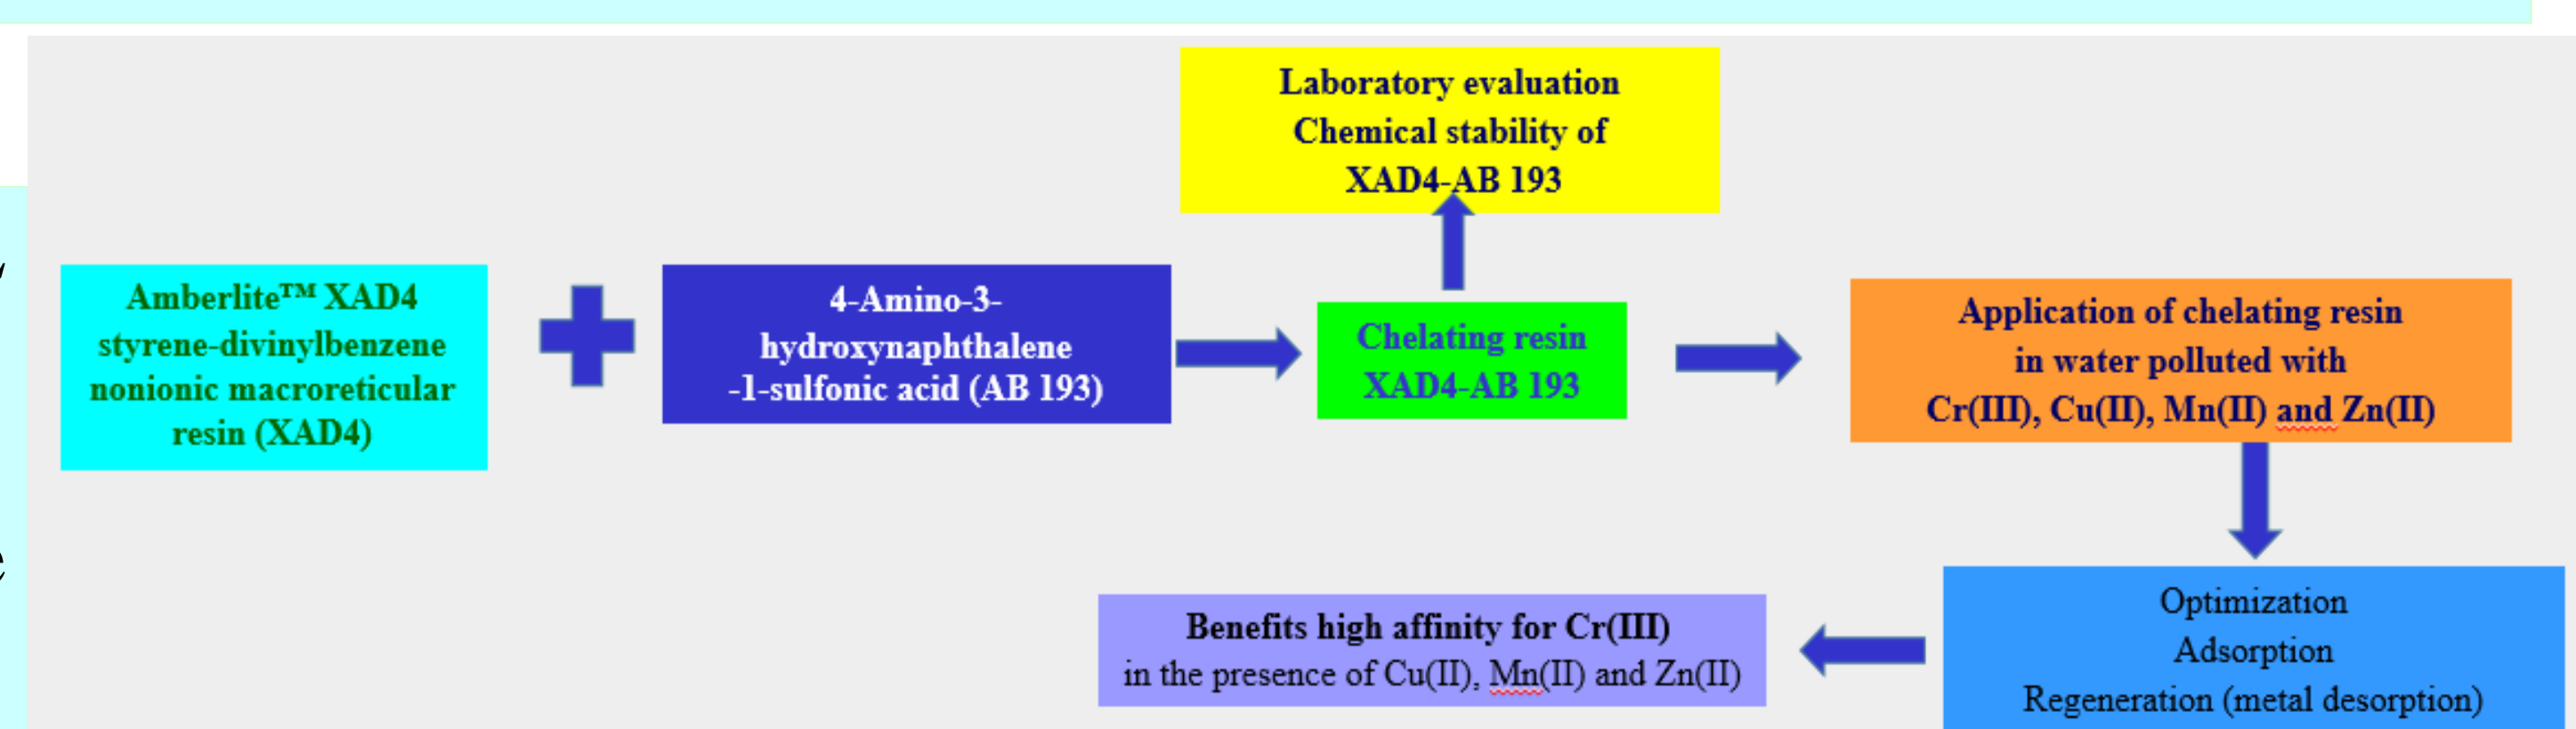 Laboratory evaluation
Chemical stability of
XAD4-AB 193
Amberlite™ XAD4
styrene-divinylbenzene
nonionic macroreticular
resin (XAD4)
4-Amino-3-
hydroxynaphthalene
-1-sulfonic acid (AB 193)
Chelating resin
XAD4-AB 193
Application of chelating resin
in water polluted with
Cr(III), Cu(II), Mn(II) and Zn(II)
Optimization
Adsorption
Regeneration (metal desorption)
Benefits high affinity for Cr(III)
in the presence of Cu(II), Mn(II) and Zn(II)